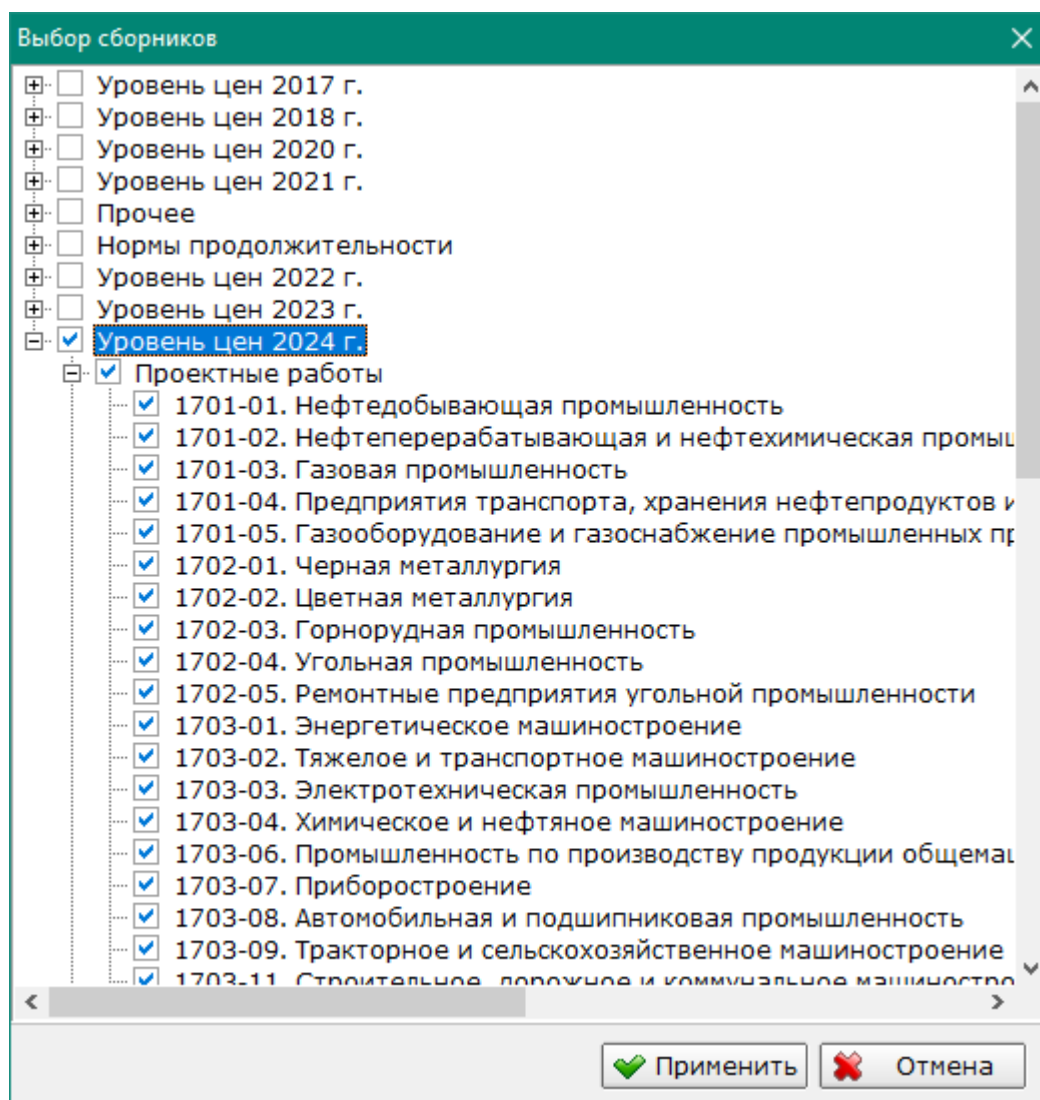 Выбор сборников
Уровень цен 2017 г.
Уровень цен 2018 г.
Уровень цен 2020 г.
Уровень цен 2021 г.
Прочее
Нормы продолжительности
Уровень цен 2022 г.
Уровень цен 2023 г.
Уровень цен 2024 г.
Проектные работы
1701-01. Нефтедобывающая промышленность
1701-02. Нефтеперерабатывающая и нефтехимическая
1701-03. Газовая промышленность
1701-04. Предприятия транспорта, хранения нефтепродуктов
1701-05. Газооборудование и газоснабжение промышленных
1702-01. Черная металлургия
1702-02. Цветная металлургия
1702-03. Горнорудная промышленность
1702-04. Угольная промышленность
1702-05. Ремонтные предприятия угольной промышленности
1703-01. Энергетическое машиностроение
1703-02. Тяжелое и транспортное машиностроение
1703-03. Электротехническая промышленность
1703-04. Химическое и нефтяное машиностроение
1703-06. Промышленность по производству продукции
1703-07. Приборостроение
1703-08. Автомобильная и подшипниковая промышленность
1703-09. Тракторное и сельскохозяйственное машиностроение
1703-11. Строительное, дорожное и коммунальное
Применить Отмена